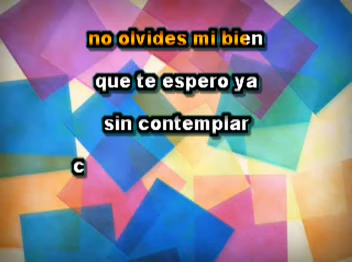 no olvides mi bien
que te espero ya
sin contemplar
c